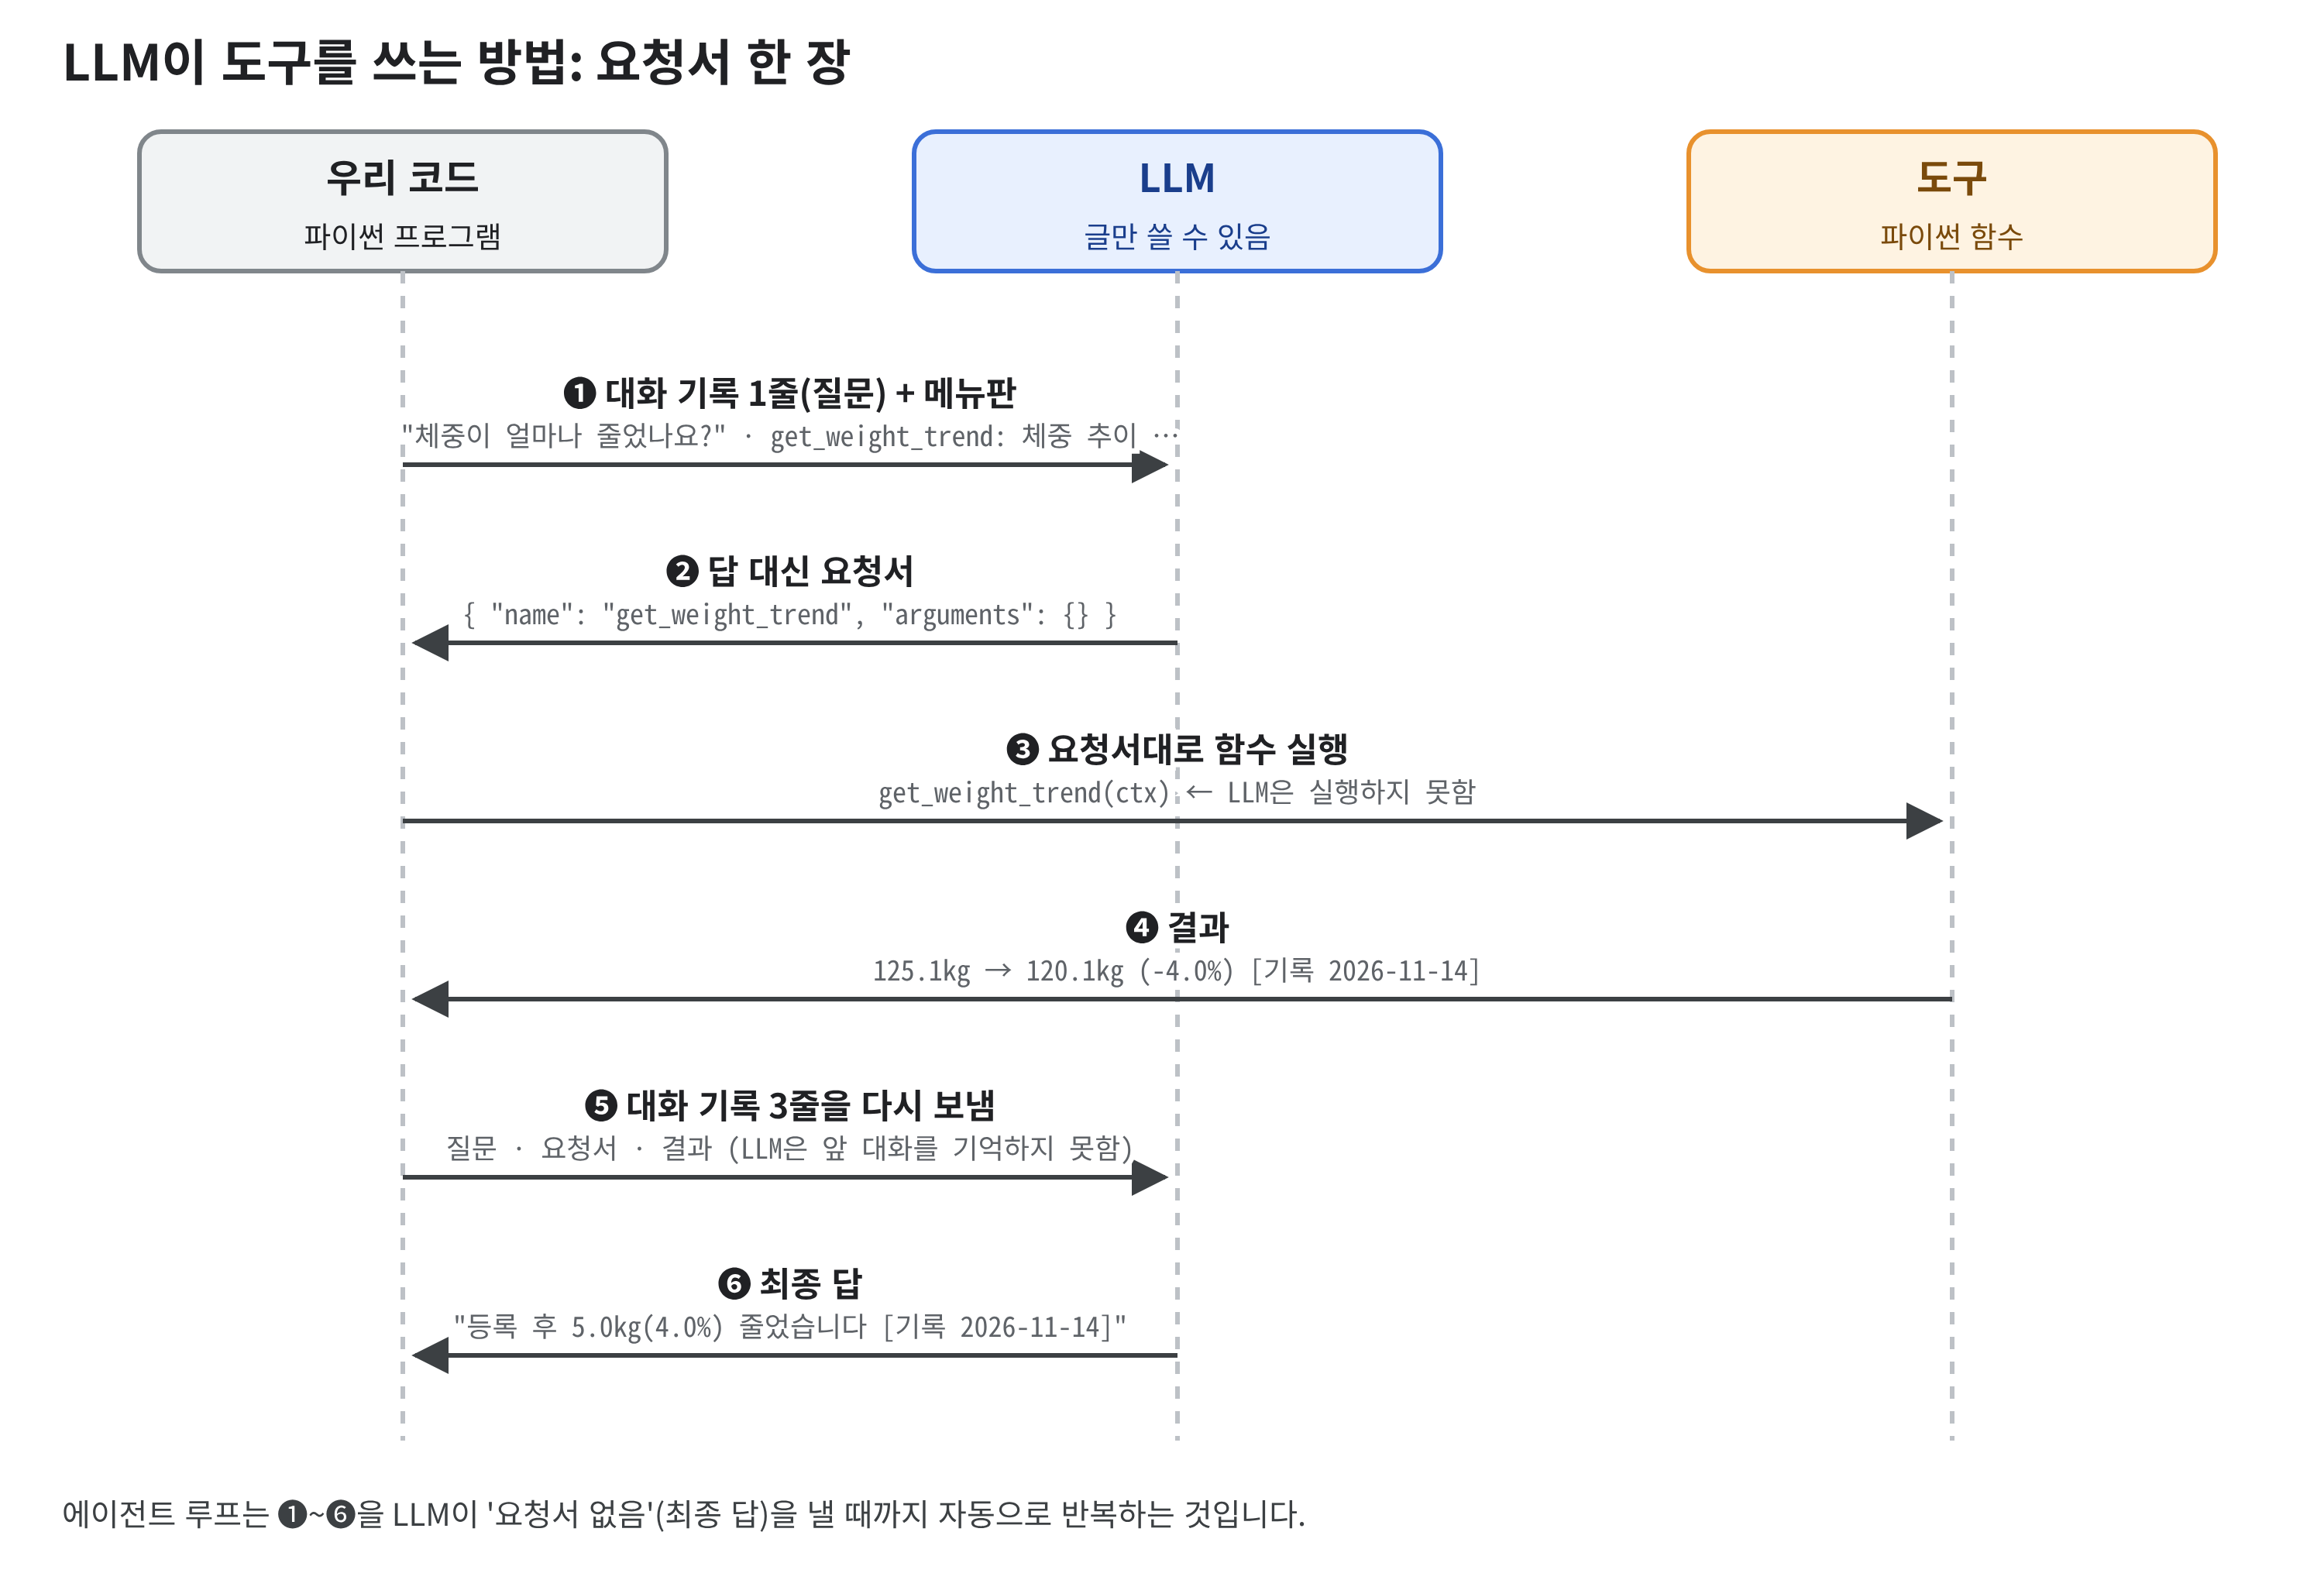 LLM이 도구를 쓰는 방법: 요청서 한 장
우리 코드
파이썬 프로그램
LLM
글만 쓸 수 있음
도구
파이썬 함수
❶ 대화 기록 1줄(질문) + 메뉴판
"체중이 얼마나 줄었나요?" · get_weight_trend: 체중 추이 …
❷ 답 대신 요청서
{ "name": "get_weight_trend", "arguments": {} }
❸ 요청서대로 함수 실행
get_weight_trend(ctx) ← LLM은 실행하지 못함
❹ 결과
125.1kg → 120.1kg (-4.0%) [기록 2026-11-14]
❺ 대화 기록 3줄을 다시 보냄
질문 · 요청서 · 결과 (LLM은 앞 대화를 기억하지 못함)
❻ 최종 답
"등록 후 5.0kg(4.0%) 줄었습니다 [기록 2026-11-14]"
에이전트 루프는 ❶~❻을 LLM이 '요청서 없음'(최종 답)을 낼 때까지 자동으로 반복하는 것입니다.